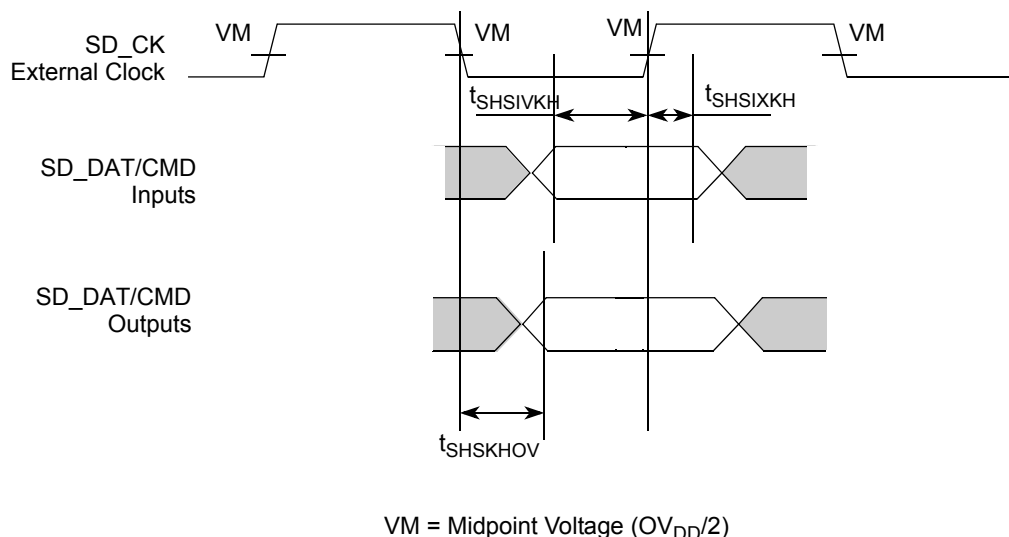 VM
VM
VM
VM
SD_CK
External Clock
tSHSIVKH
tSHSIXKH
SD_DAT/CMD
Inputs
SD_DAT/CMD
Outputs
tSHSKHOV
VM = Midpoint Voltage (OVDD/2)